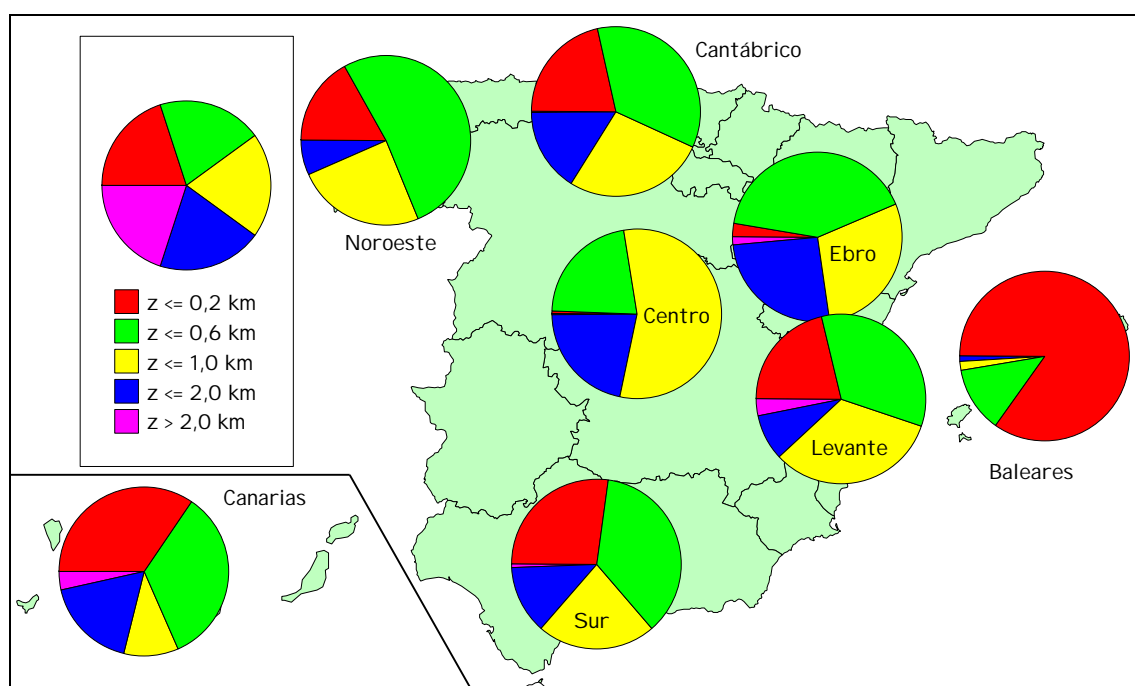 Cantábrico
Noroeste
Ebro
Centro
z <= 0,2 km
z <= 0,6 km
z <= 1,0 km
z <= 2,0 km
z > 2,0 km
Levante
Baleares
Canarias
Sur